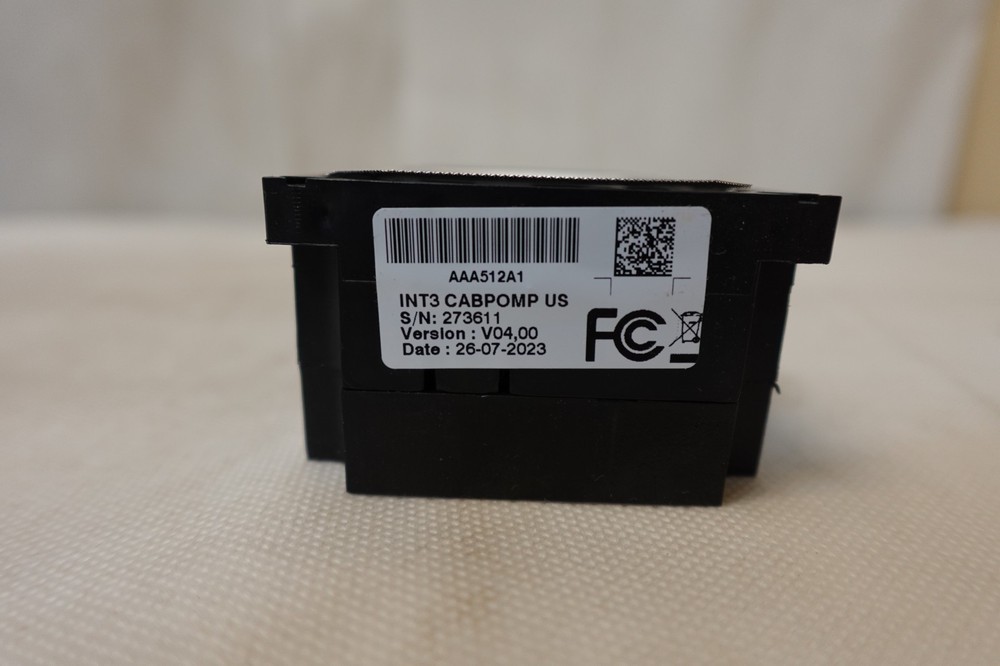 AAA512A1
INT3 CABPOMP US
S/N: 273611
Version : V04,00
Date : 26-07-2023
FC